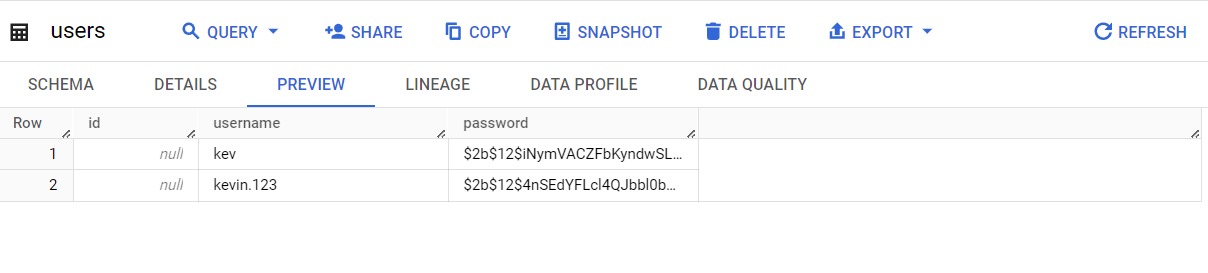 users QUERY SHARE COPY SNAPSHOT DELETE EXPORT REFRESH
SCHEMA DETAILS PREVIEW LINEAGE DATA PROFILE DATA QUALITY
Row id username password
1 null kev $2b$12$iNymVACZFbKyndwSL...
2 null kevin.123 $2b$12$4nSEdYFLcl4QJbbl0b...